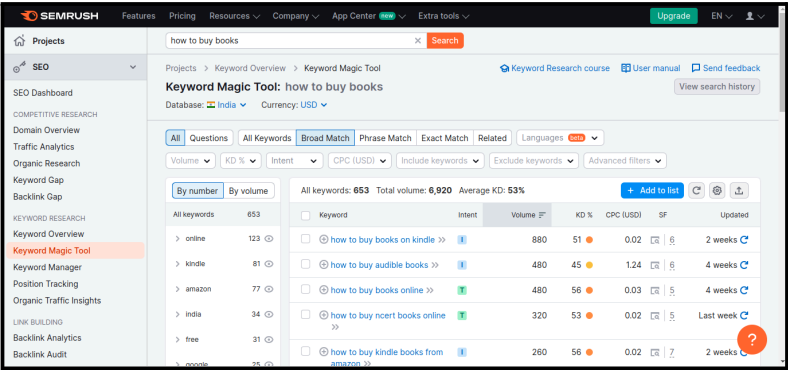 SEMRUSH Features Pricing Resources Company App Center new Extra tools Upgrade EN
Projects
how to buy books × Search
SEO
Projects > Keyword Overview > Keyword Magic Tool Keyword Research course User manual Send feedback
Keyword Magic Tool: how to buy books View search history
Database: India Currency: USD
SEO Dashboard
COMPETITIVE RESEARCH
Domain Overview
Traffic Analytics
Organic Research
Keyword Gap
Backlink Gap
KEYWORD RESEARCH
Keyword Overview
Keyword Magic Tool
Keyword Manager
Position Tracking
Organic Traffic Insights
LINK BUILDING
Backlink Analytics
Backlink Audit
All Questions All Keywords Broad Match Phrase Match Exact Match Related Languages beta
Volume KD % Intent CPC (USD) Include keywords Exclude keywords Advanced filters
By number By volume All keywords: 653 Total volume: 6,920 Average KD: 53% + Add to list
All keywords 653
online 123
kindle 81
amazon 77
india 34
free 31
google 25
Keyword Intent Volume KD % CPC (USD) SF Updated
how to buy books on kindle >> I 880 51 0.02 6 2 weeks
how to buy audible books >> I 480 45 1.24 6 4 weeks
how to buy books online >> T 480 56 0.03 5 4 weeks
how to buy ncert books online >> T 320 53 0.02 5 Last week
how to buy kindle books from amazon >> I 260 56 0.02 7 2 weeks
?